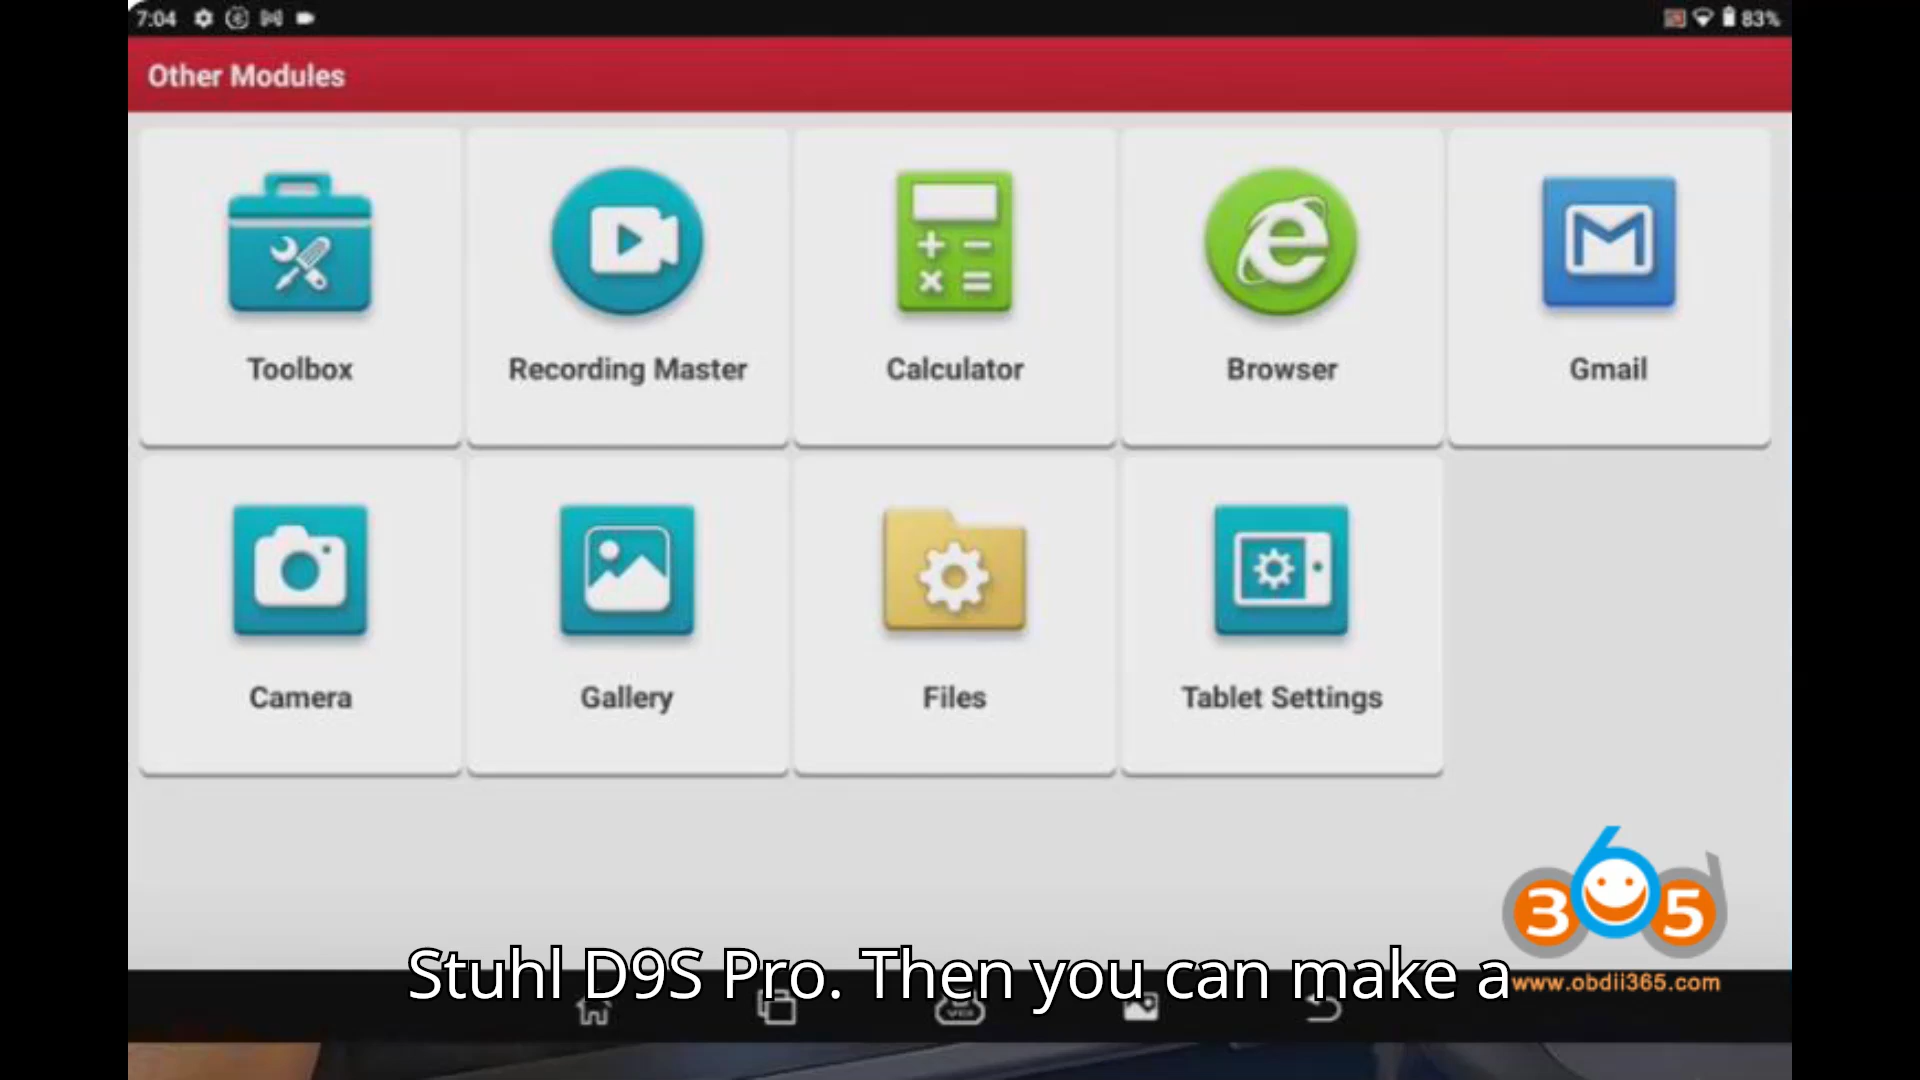 7:04
83%
Other Modules
Toolbox
Recording Master
Calculator
Browser
Gmail
Camera
Gallery
Files
Tablet Settings
365
www.obdii365.com
Stuhl D9S Pro. Then you can make a
VCI